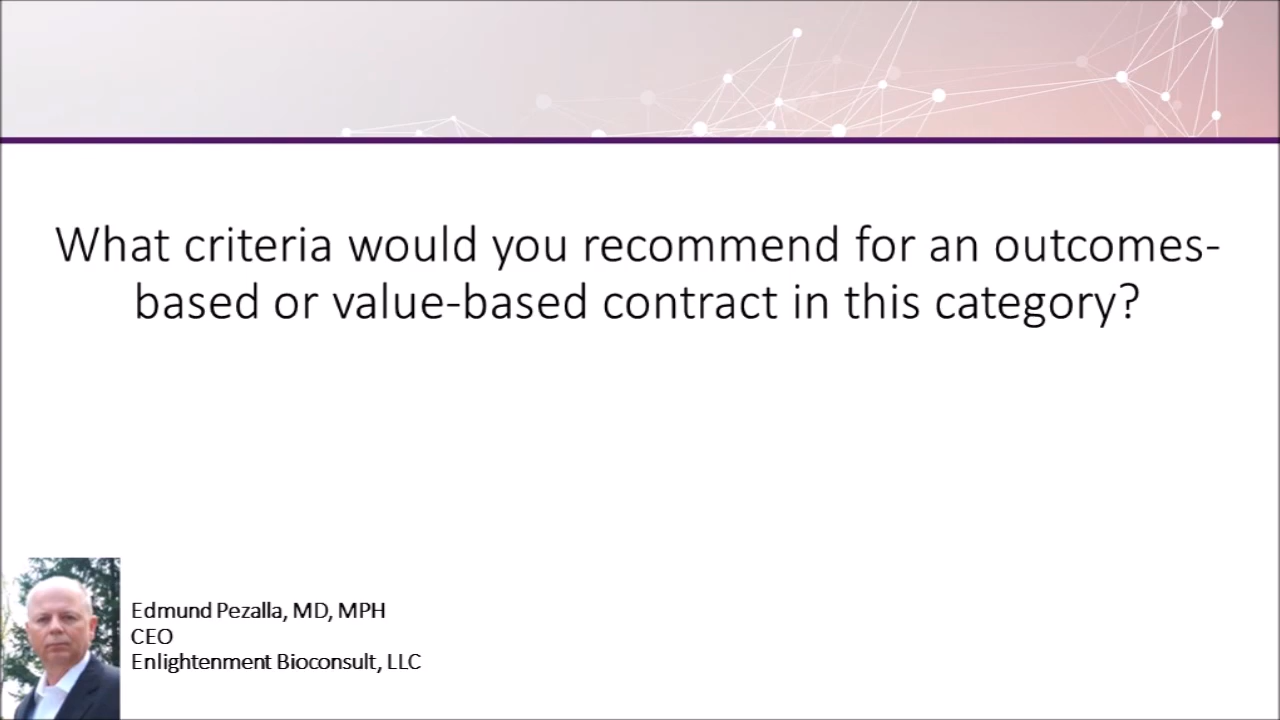 What criteria would you recommend for an outcomes-
based or value-based contract in this category?
Edmund Pezalla, MD, MPH
CEO
Enlightenment Bioconsult, LLC